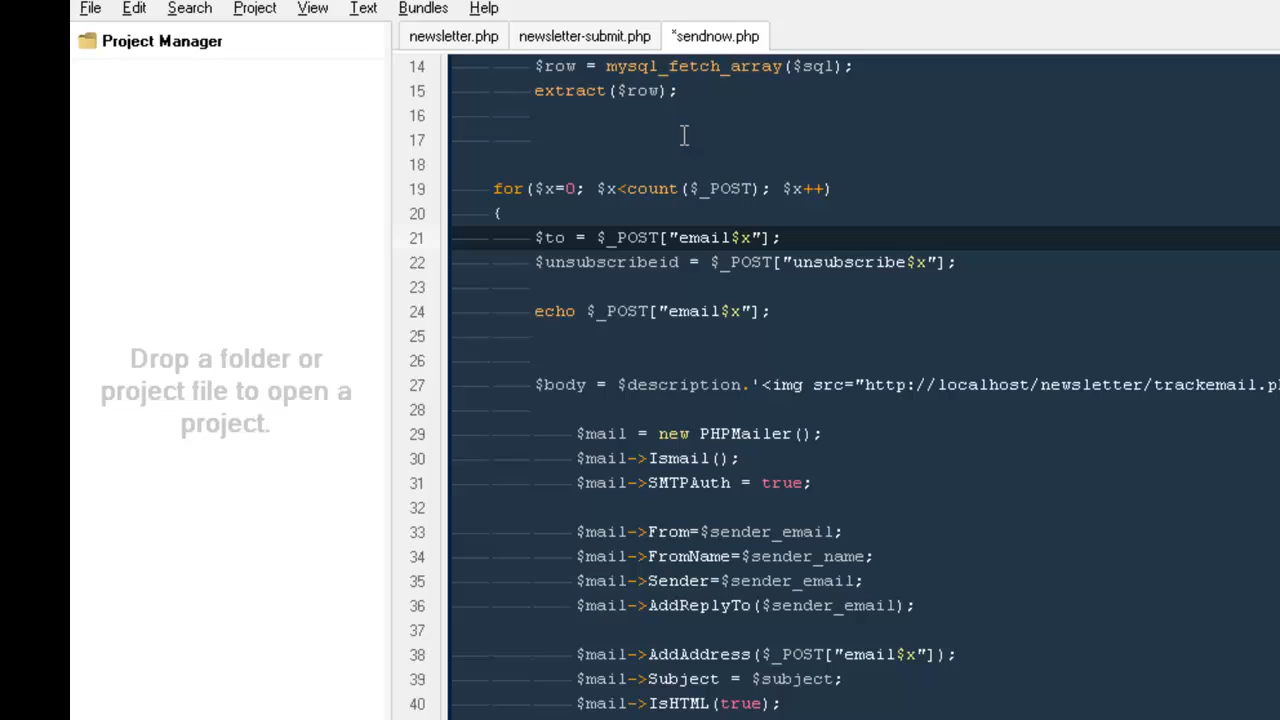 File Edit Search Project View Text Bundles Help
Project Manager
newsletter.php newsletter-submit.php *sendnow.php
Drop a folder or
project file to open a
project.
14 $row = mysql_fetch_array($sql);
15 extract($row);
16
17
18
19 for($x=0; $x<count($_POST); $x++)
20 {
21 $to = $_POST["email$x"];
22 $unsubscribeid = $_POST["unsubscribe$x"];
23
24 echo $_POST["email$x"];
25
26
27 $body = $description.'<img src="http://localhost/newsletter/trackemail.p
28
29 $mail = new PHPMailer();
30 $mail->Ismail();
31 $mail->SMTPAuth = true;
32
33 $mail->From=$sender_email;
34 $mail->FromName=$sender_name;
35 $mail->Sender=$sender_email;
36 $mail->AddReplyTo($sender_email);
37
38 $mail->AddAddress($_POST["email$x"]);
39 $mail->Subject = $subject;
40 $mail->IsHTML(true);